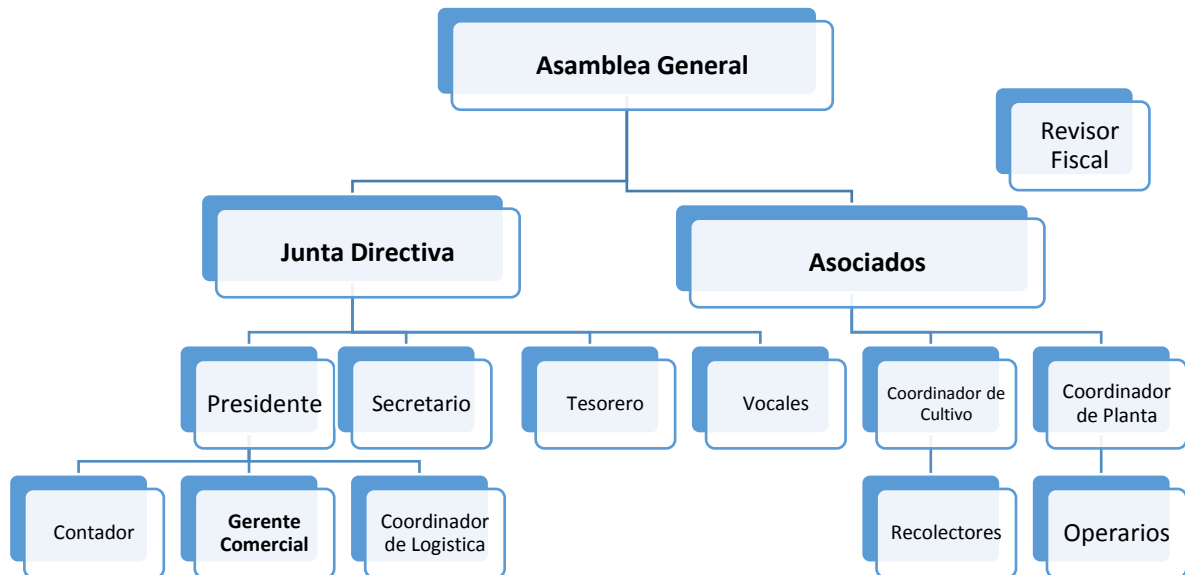 Asamblea General
Revisor
Fiscal
Junta Directiva
Asociados
Presidente
Secretario
Tesorero
Vocales
Coordinador de
Cultivo
Coordinador
de Planta
Contador
Gerente
Comercial
Coordinador
de Logistica
Recolectores
Operarios